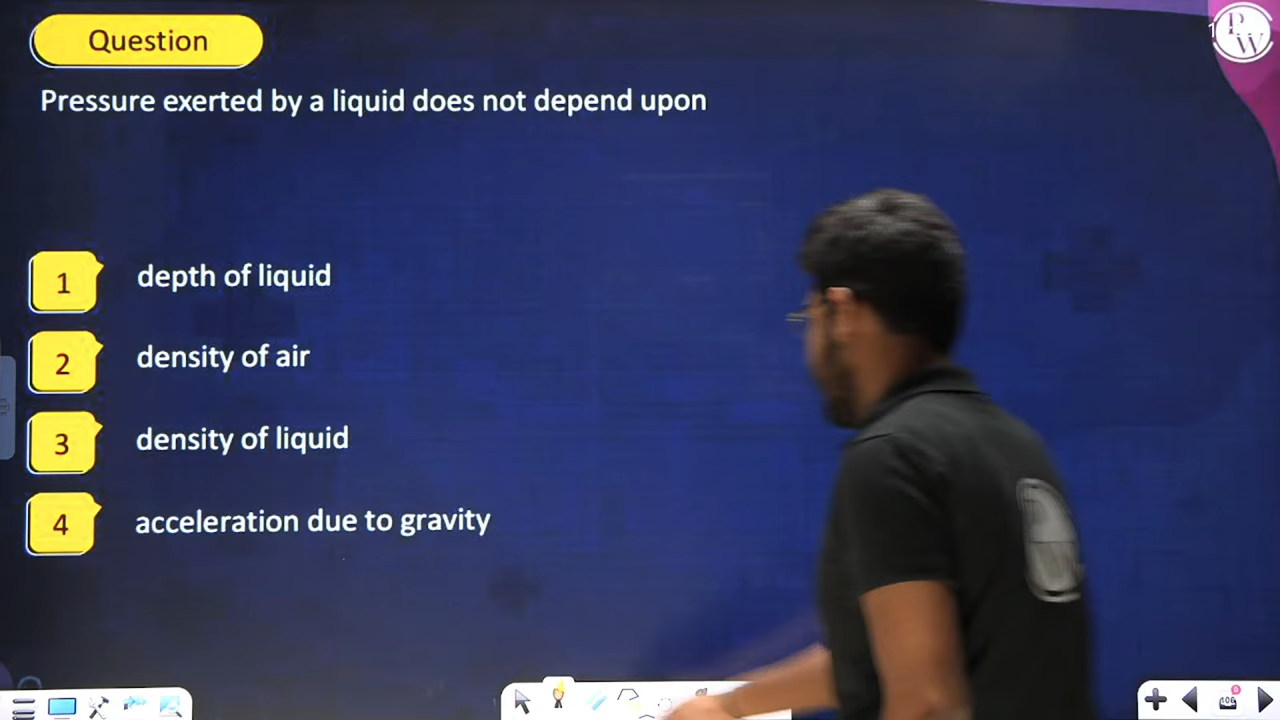 Question
Pressure exerted by a liquid does not depend upon
1 depth of liquid
2 density of air
3 density of liquid
4 acceleration due to gravity
P
W